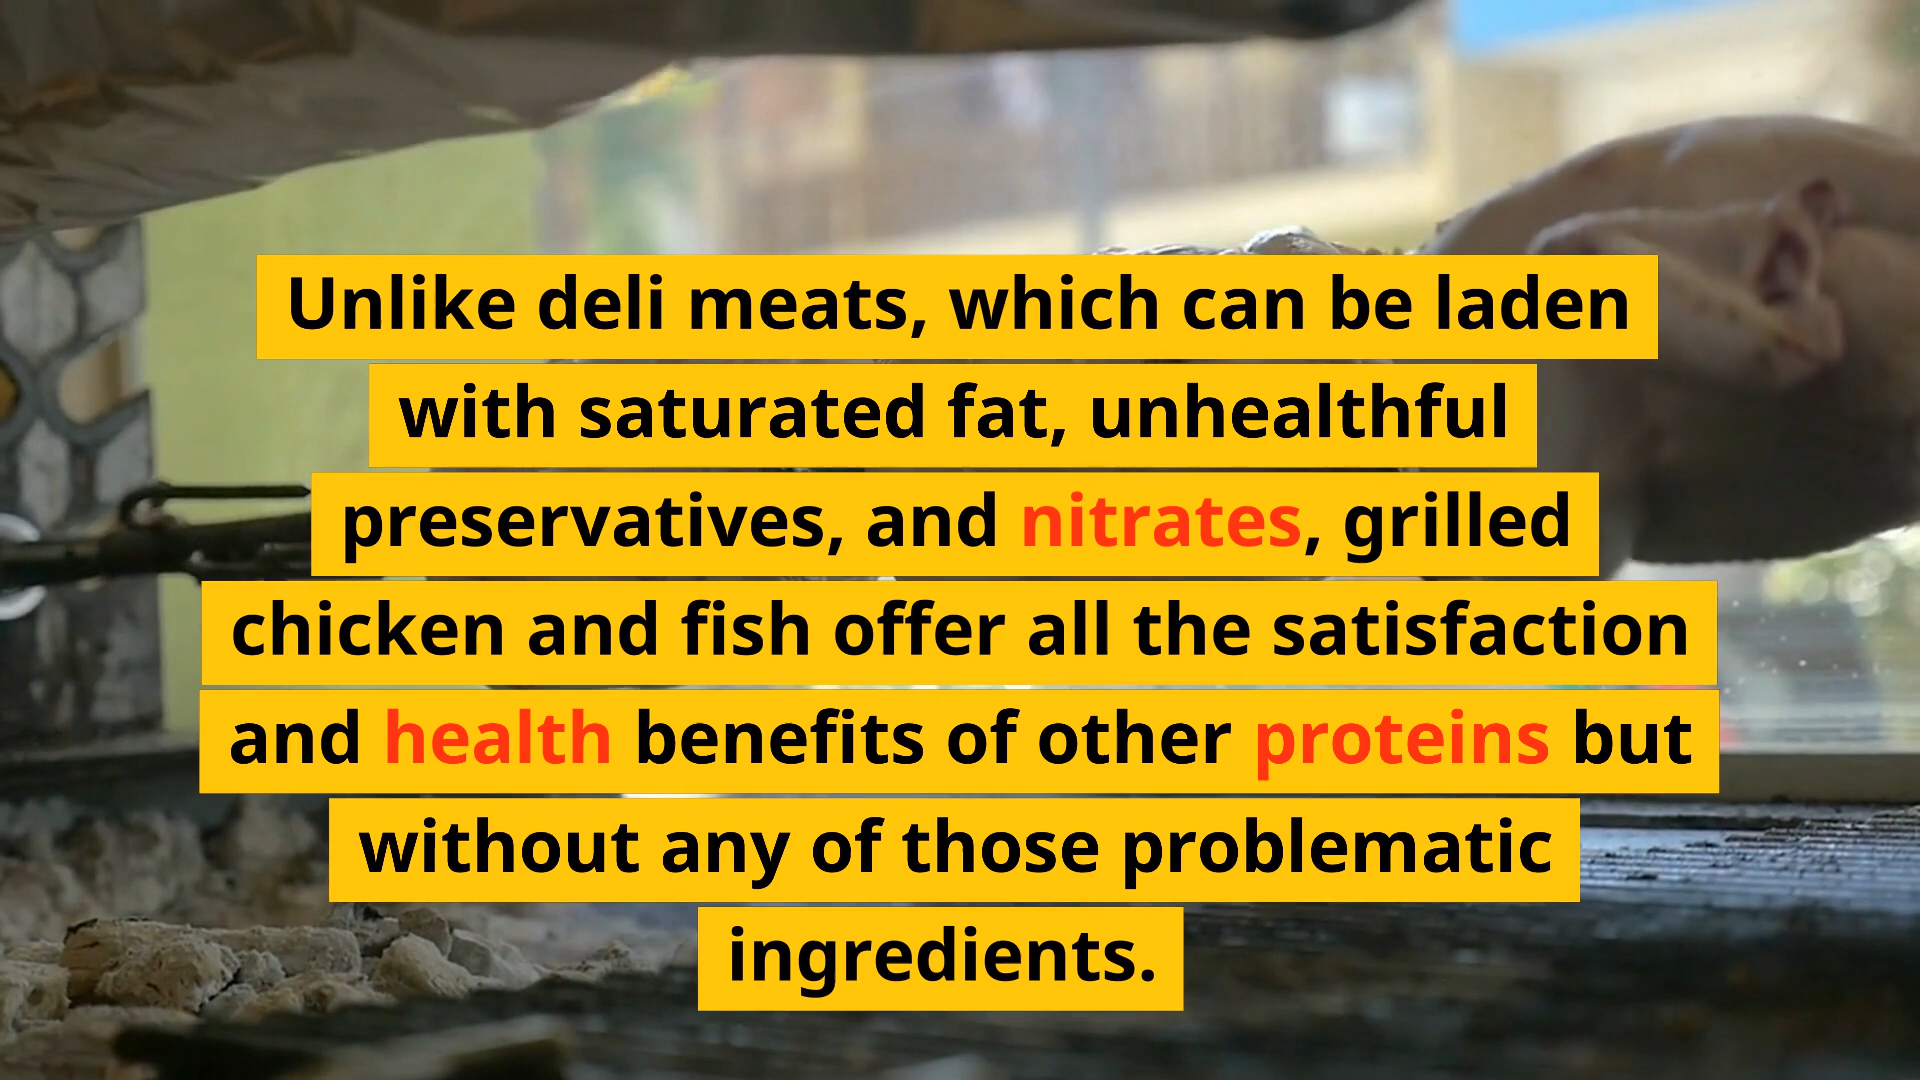 Unlike deli meats, which can be laden
with saturated fat, unhealthful
preservatives, and nitrates, grilled
chicken and fish offer all the satisfaction
and health benefits of other proteins but
without any of those problematic
ingredients.